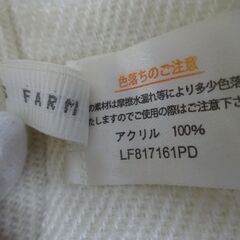 S FARM
色落ちのご注意
の素材は摩擦水濡れ等により多少色落
たしますのでご使用の際はご注意下さ
アクリル 100%
LF817161PD